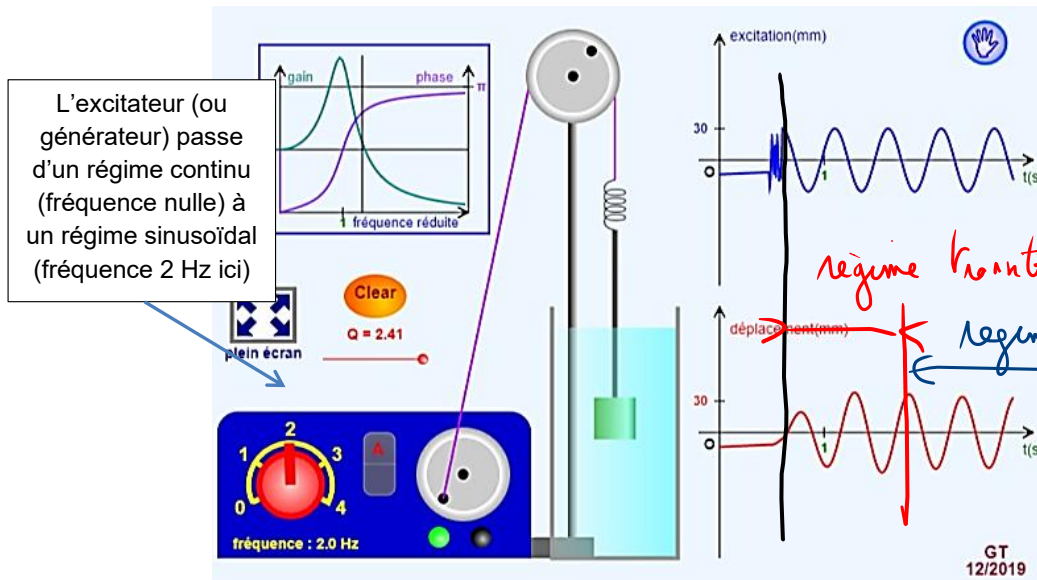 L'excitateur (ou
générateur) passe
d'un régime continu
(fréquence nulle) à
un régime sinusoïdal
(fréquence 2 Hz ici)
gain
phase
π
1
fréquence réduite
plein écran
Clear
Q = 2.41
0
1
2
3
4
A
fréquence : 2.0 Hz
excitation(mm)
30
O
1
t(s
régime
déplacement(mm)
30
O
1
t(s
GT
12/2019